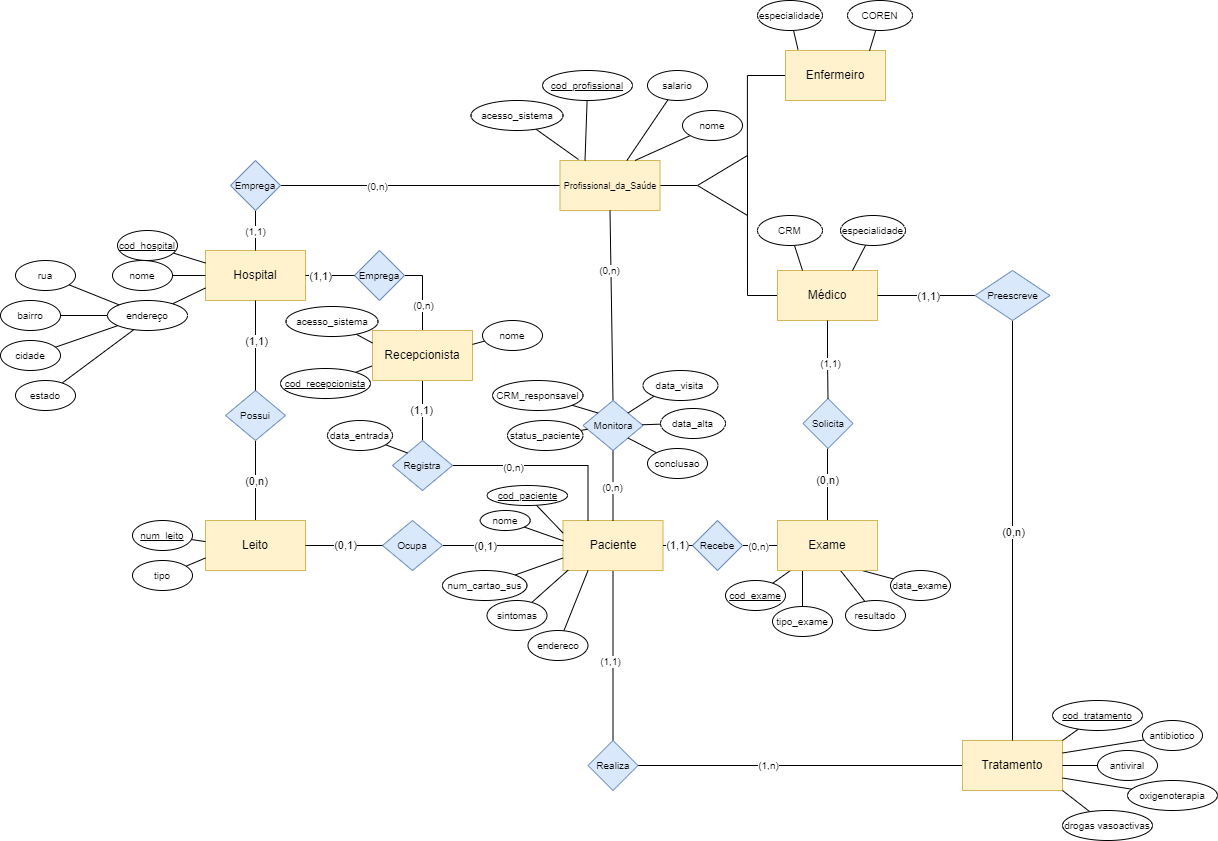 especialidade
COREN
Enfermeiro
cod_profissional
salario
acesso_sistema
nome
Emprega
(0,n)
Profissional_da_Saúde
(1,1)
CRM
especialidade
cod_hospital
rua
nome
Hospital
(1,1)
Emprega
(0,n)
Médico
(1,1)
Preescreve
bairro
endereço
acesso_sistema
nome
(0,n)
cidade
(1,1)
Recepcionista
(1,1)
estado
cod_recepcionista
CRM_responsavel
data_visita
(1,1)
Possui
data_entrada
status_paciente
Monitora
data_alta
Solicita
Registra
(0,n)
conclusao
(0,n)
cod_paciente
(0,n)
(0,n)
nome
num_leito
Leito
(0,1)
Ocupa
(0,1)
Paciente
(1,1)
Recebe
(0,n)
Exame
(0,n)
tipo
num_cartao_sus
sintomas
endereco
cod_exame
tipo_exame
resultado
data_exame
(1,1)
cod_tratamento
antibiotico
Realiza
(1,n)
Tratamento
antiviral
oxigenoterapia
drogas vasoactivas